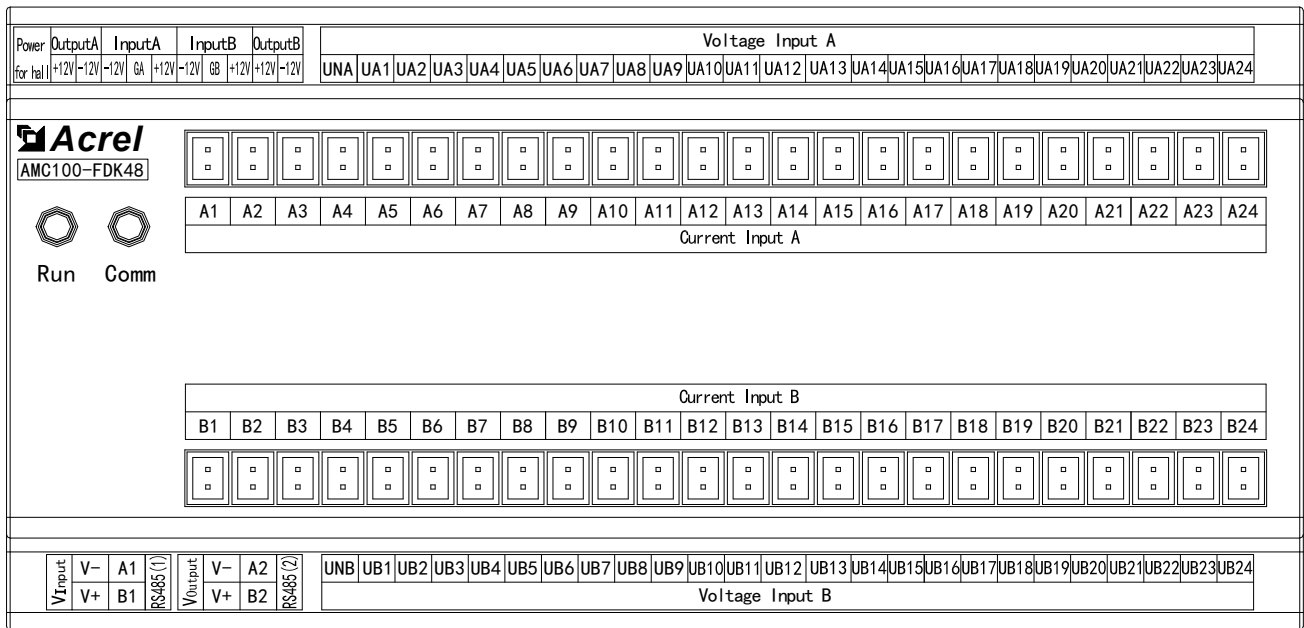 Power OutputA InputA InputB OutputB Voltage Input A
for hall +12V -12V -12V GA +12V -12V GB +12V +12V -12V UNA UA1 UA2 UA3 UA4 UA5 UA6 UA7 UA8 UA9 UA10 UA11 UA12 UA13 UA14 UA15 UA16 UA17 UA18 UA19 UA20 UA21 UA22 UA23 UA24
Acrel
AMC100-FDK48
A1 A2 A3 A4 A5 A6 A7 A8 A9 A10 A11 A12 A13 A14 A15 A16 A17 A18 A19 A20 A21 A22 A23 A24
Current Input A
Run Comm
Current Input B
B1 B2 B3 B4 B5 B6 B7 B8 B9 B10 B11 B12 B13 B14 B15 B16 B17 B18 B19 B20 B21 B22 B23 B24
VInput V- A1 RS485(1) VOutput V- A2 RS485(2) UNB UB1 UB2 UB3 UB4 UB5 UB6 UB7 UB8 UB9 UB10 UB11 UB12 UB13 UB14 UB15 UB16 UB17 UB18 UB19 UB20 UB21 UB22 UB23 UB24
V+ B1 V+ B2 Voltage Input B